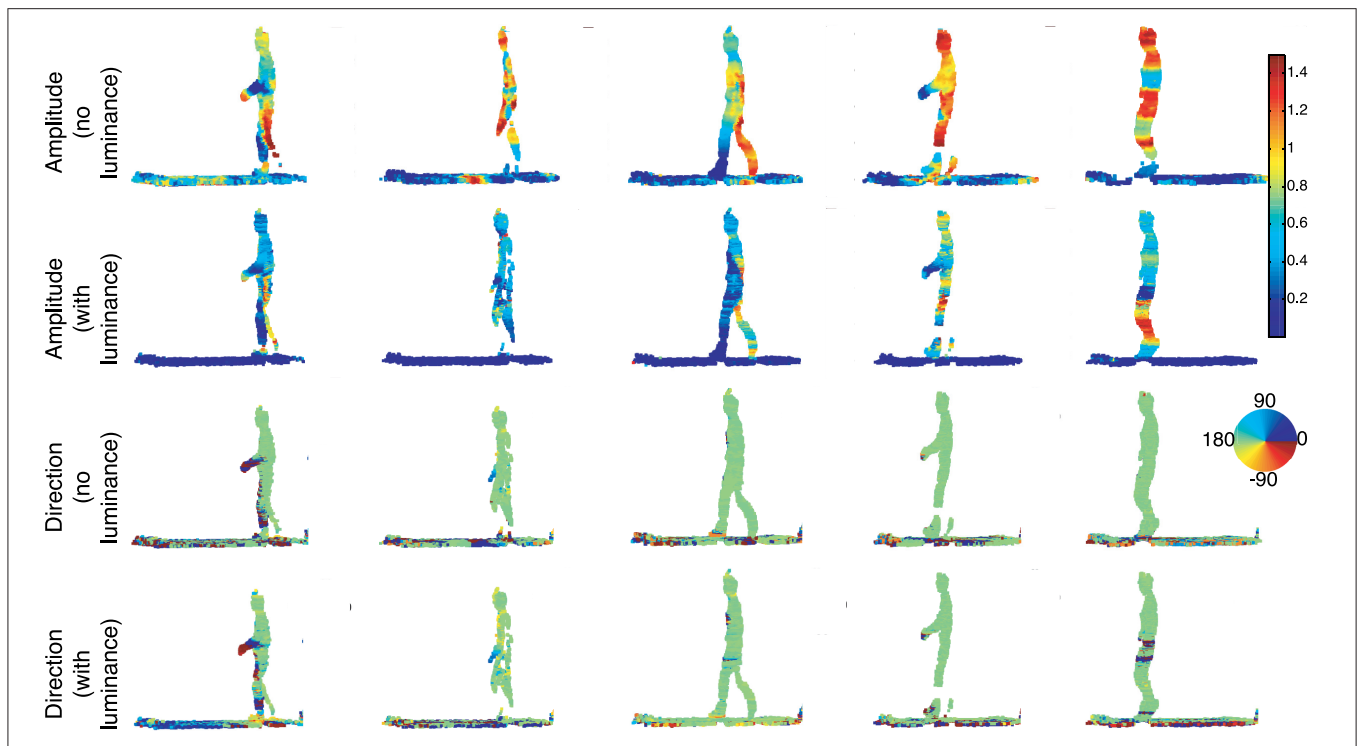 Amplitude
(no
luminance)
1.4
1.2
1
0.8
0.6
0.4
0.2
Amplitude
(with
luminance)
Direction
(no
luminance)
90
180
0
-90
Direction
(with
luminance)